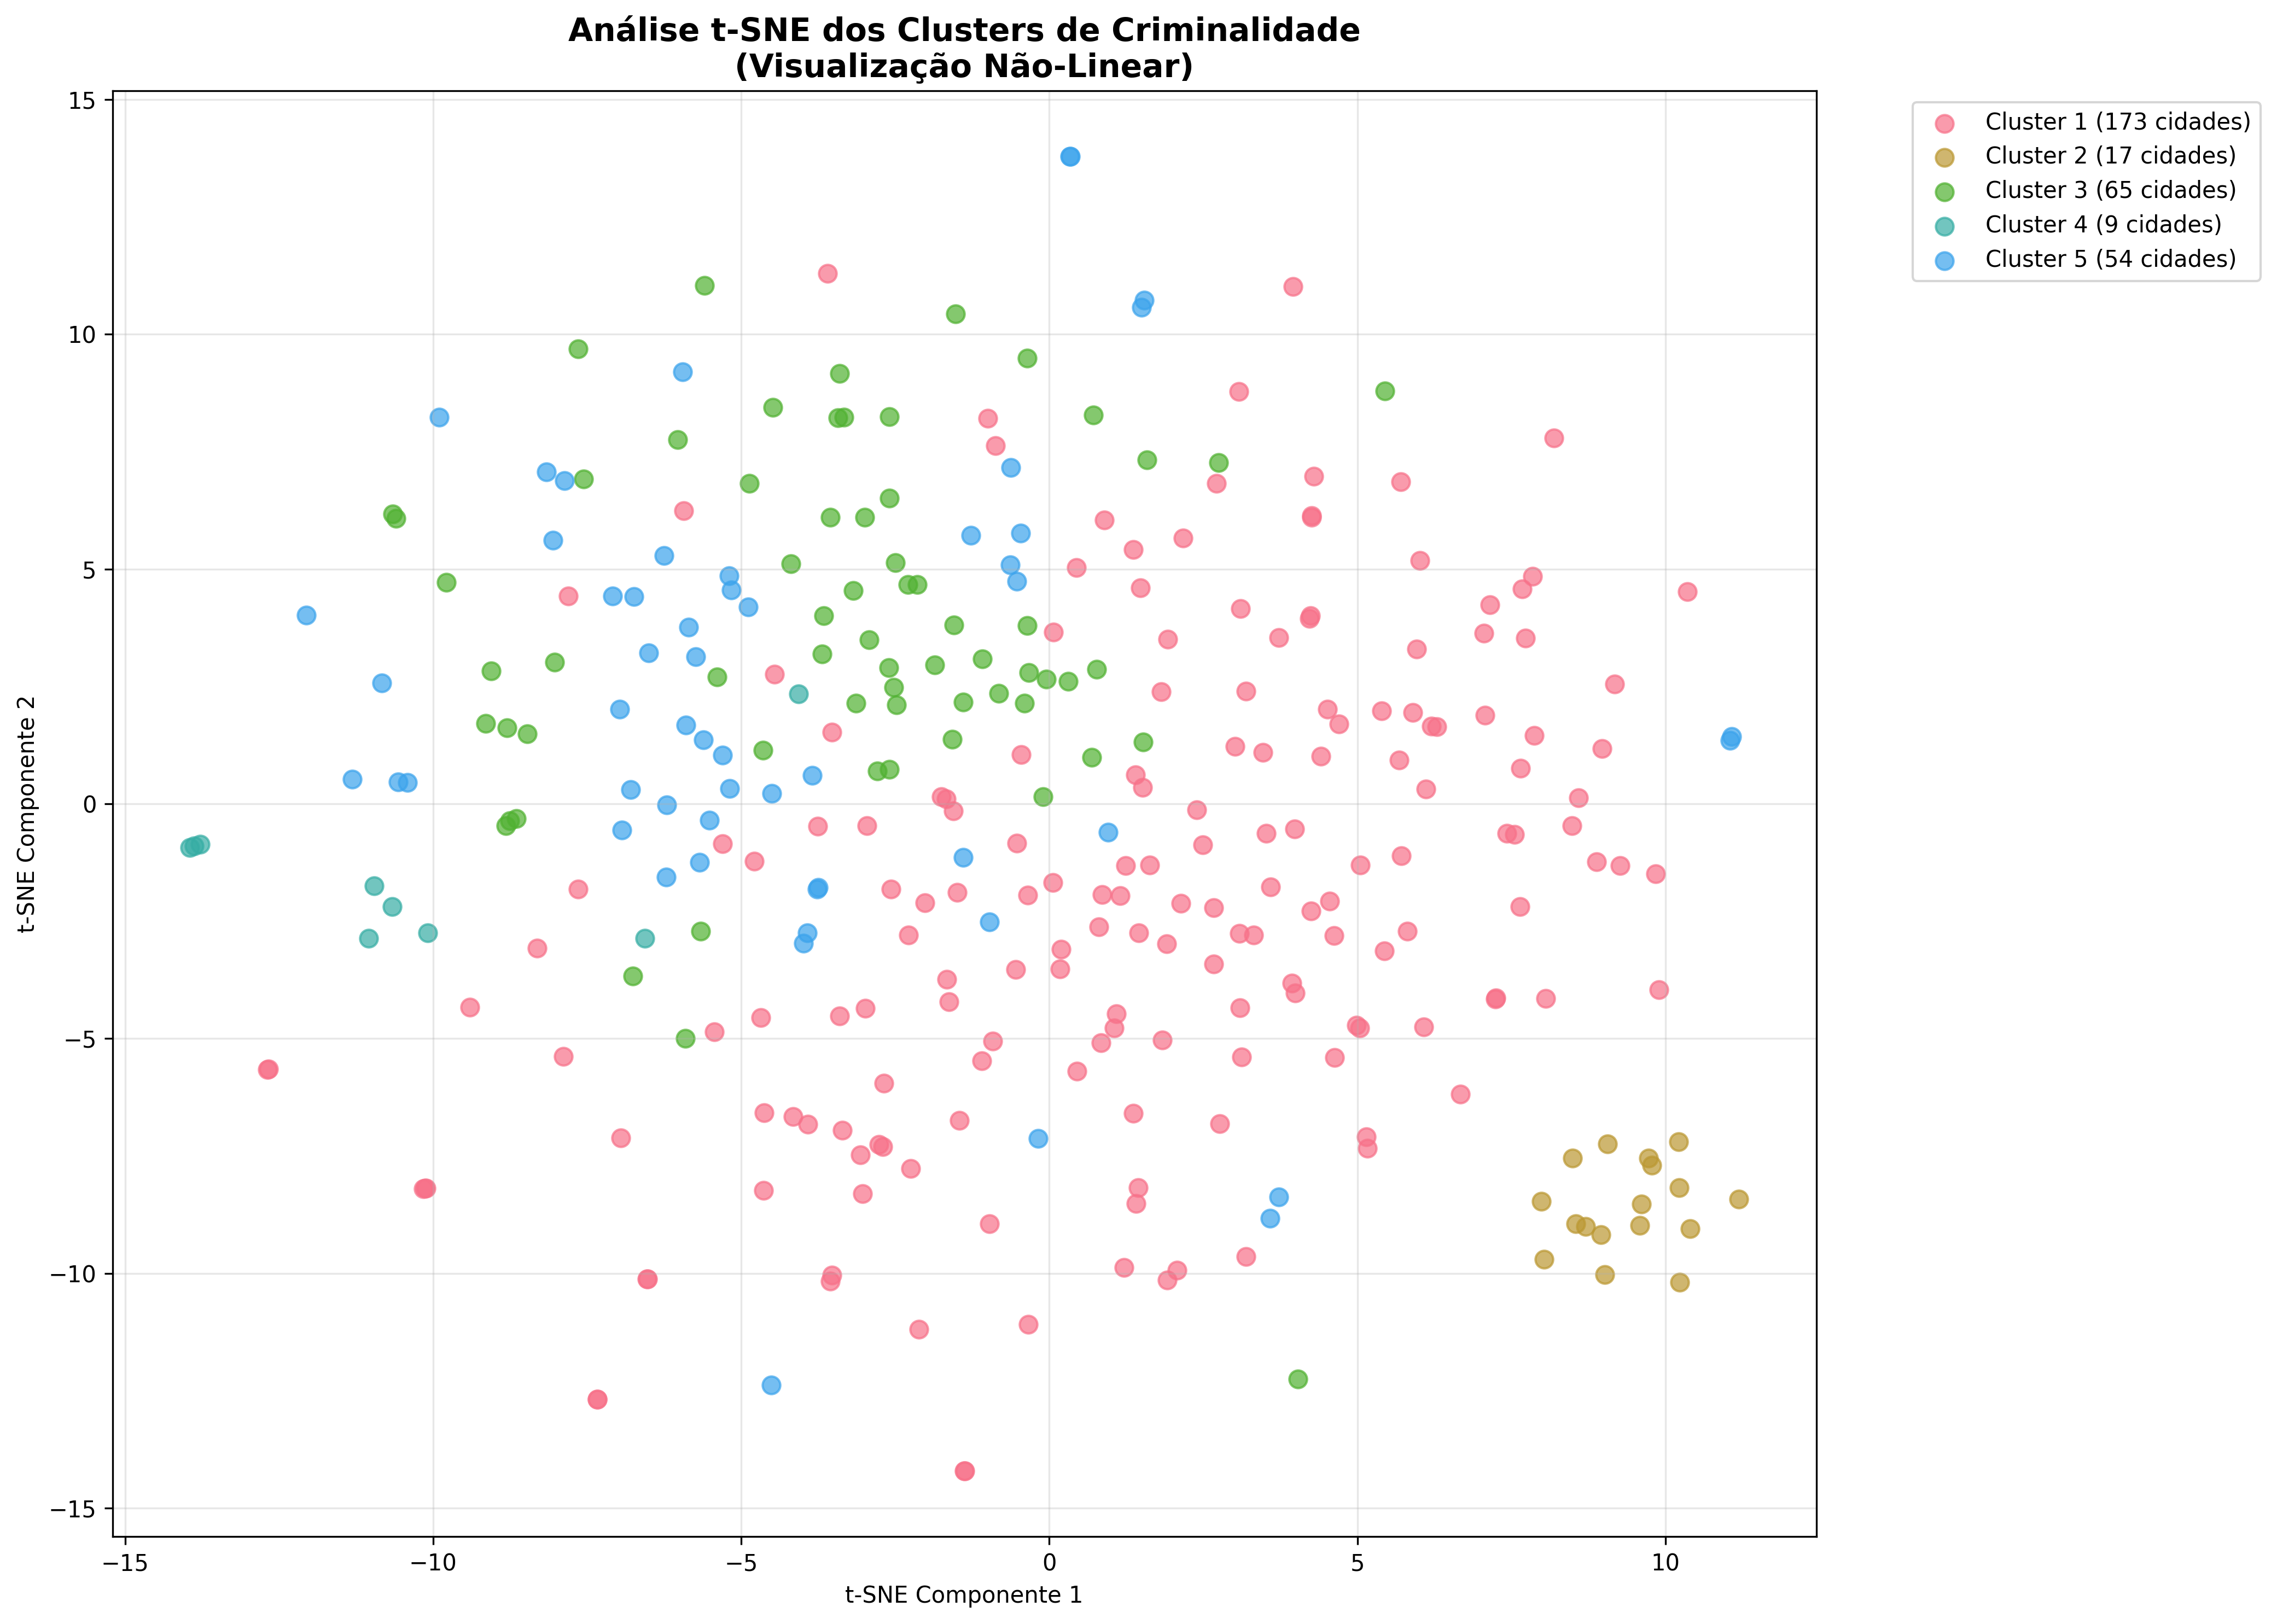 Análise t-SNE dos Clusters de Criminalidade
(Visualização Não-Linear)
Cluster 1 (173 cidades)
Cluster 2 (17 cidades)
Cluster 3 (65 cidades)
Cluster 4 (9 cidades)
Cluster 5 (54 cidades)
t-SNE Componente 2
15
10
5
0
−5
−10
−15
−15
−10
−5
0
5
10
t-SNE Componente 1